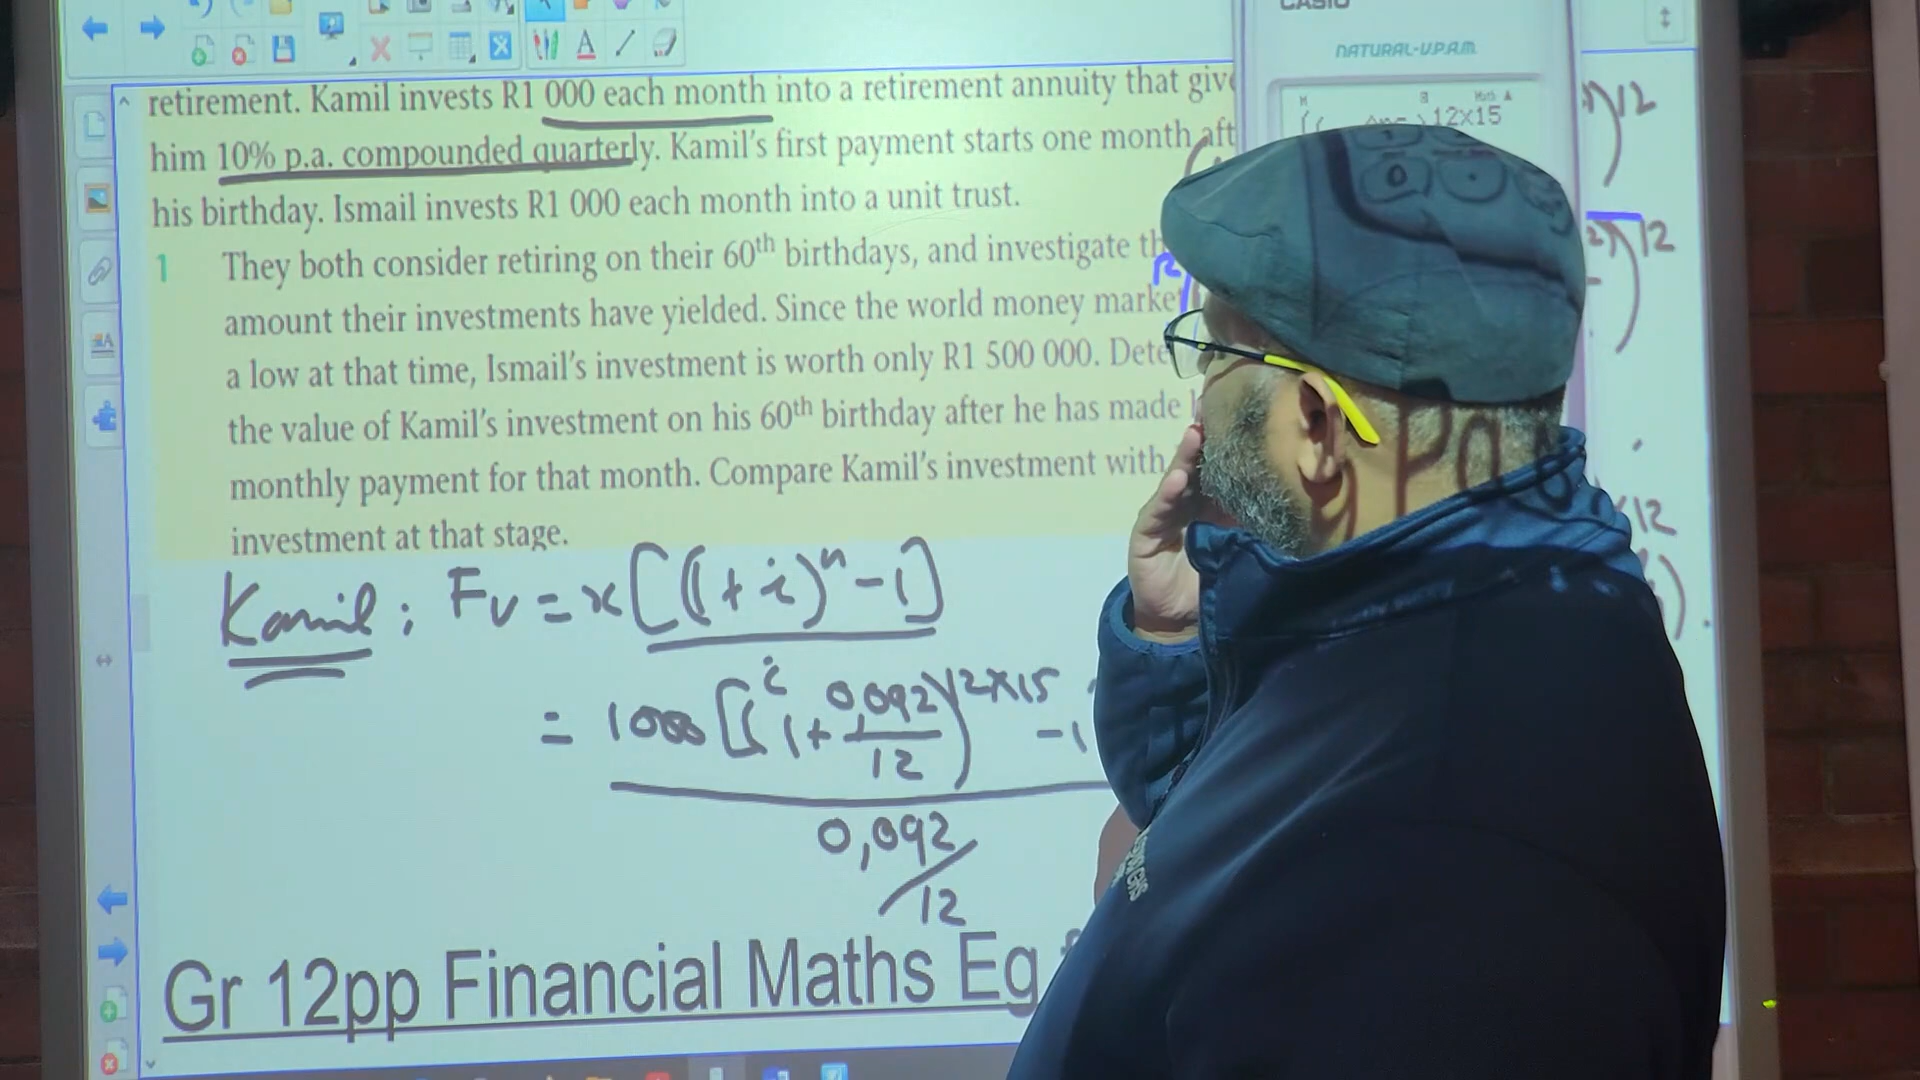 CASIO
NATURAL-V.P.A.M.
12×15
retirement. Kamil invests R1 000 each month into a retirement annuity that give
him 10% p.a. compounded quarterly. Kamil's first payment starts one month aft
his birthday. Ismail invests R1 000 each month into a unit trust.
1 They both consider retiring on their 60th birthdays, and investigate th
amount their investments have yielded. Since the world money market
a low at that time, Ismail's investment is worth only R1 500 000. Dete
the value of Kamil's investment on his 60th birthday after he has made
monthly payment for that month. Compare Kamil's investment with
investment at that stage.
Kamil: Fv = x[(1+i)^n -1]
i
= 1000[(1+0,092/12)^12×15 -1
0,092/12
Gr 12pp Financial Maths Eg
12
12
12